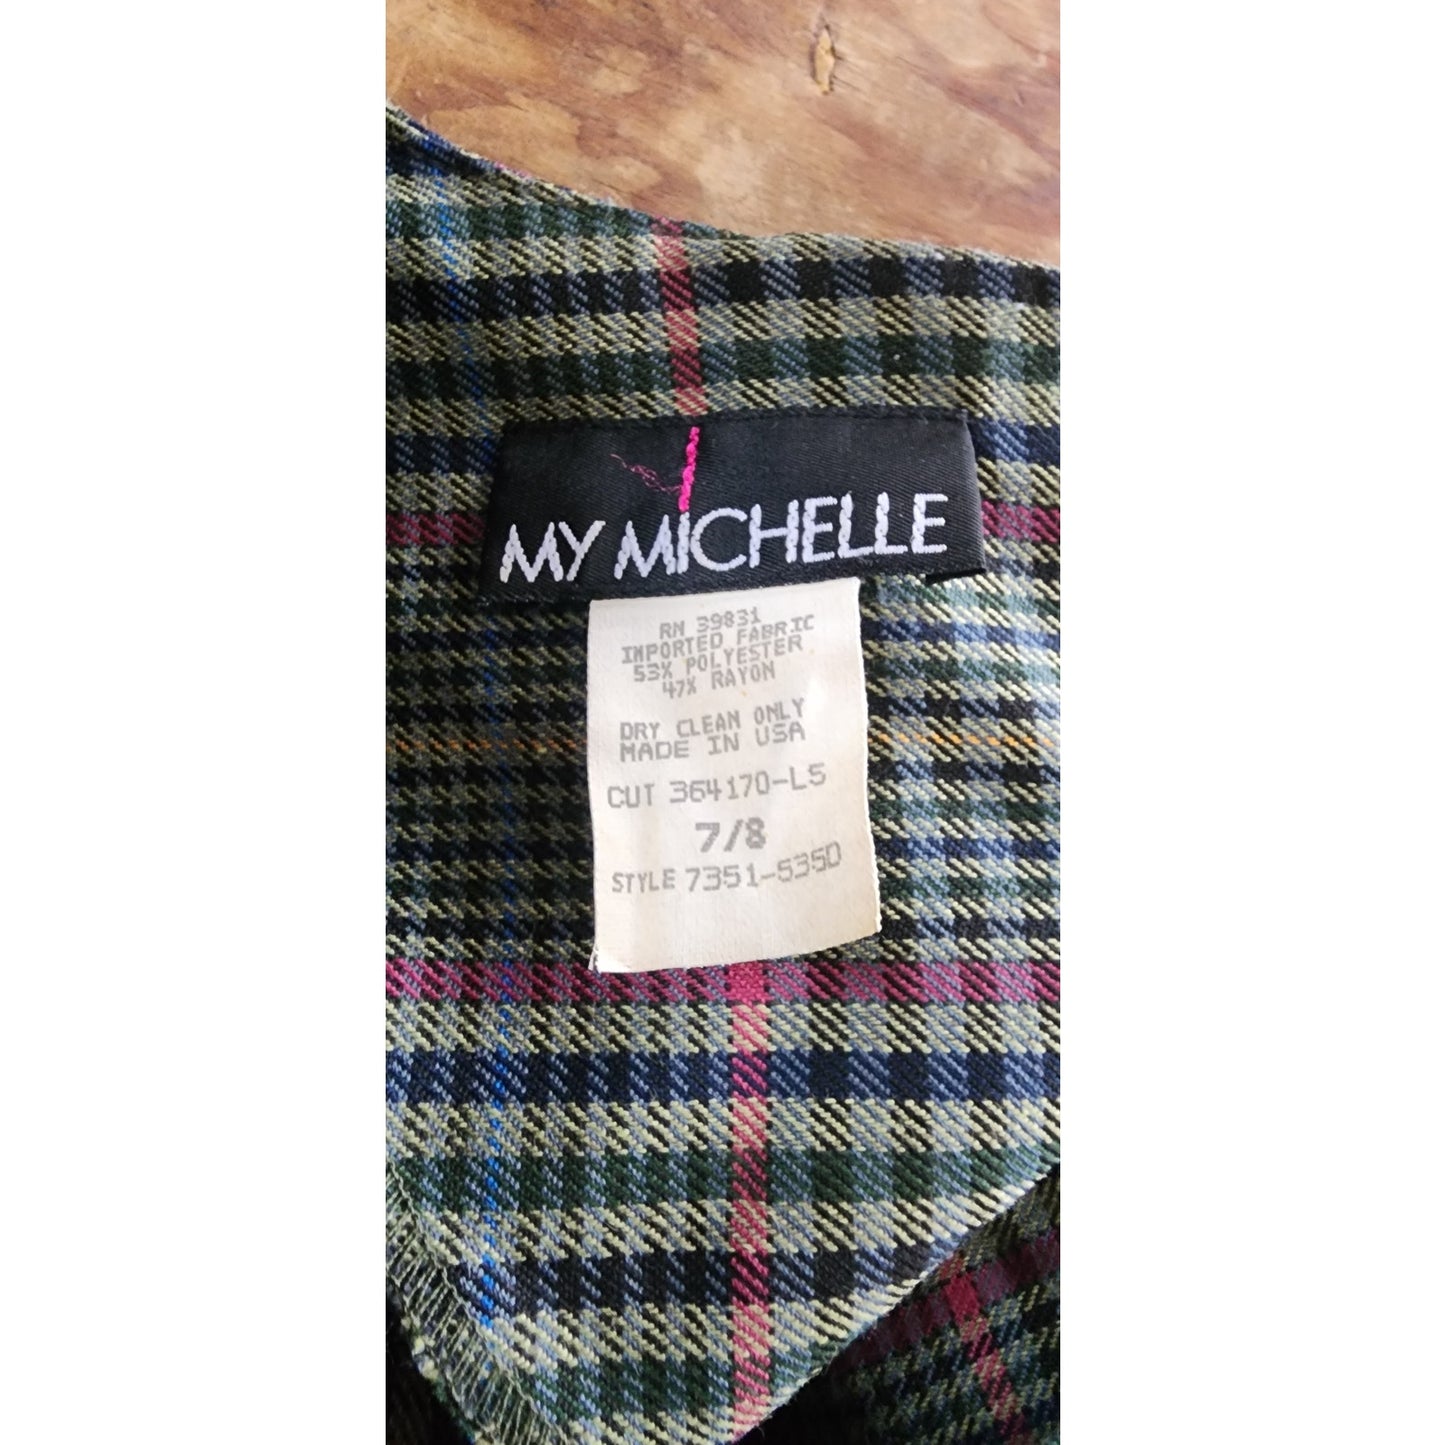 MY MICHELLE
RN 39831
IMPORTED FABRIC
53% POLYESTER
47% RAYON
DRY CLEAN ONLY
MADE IN USA
CUT 364170-L5
7/8
STYLE 7351-535D